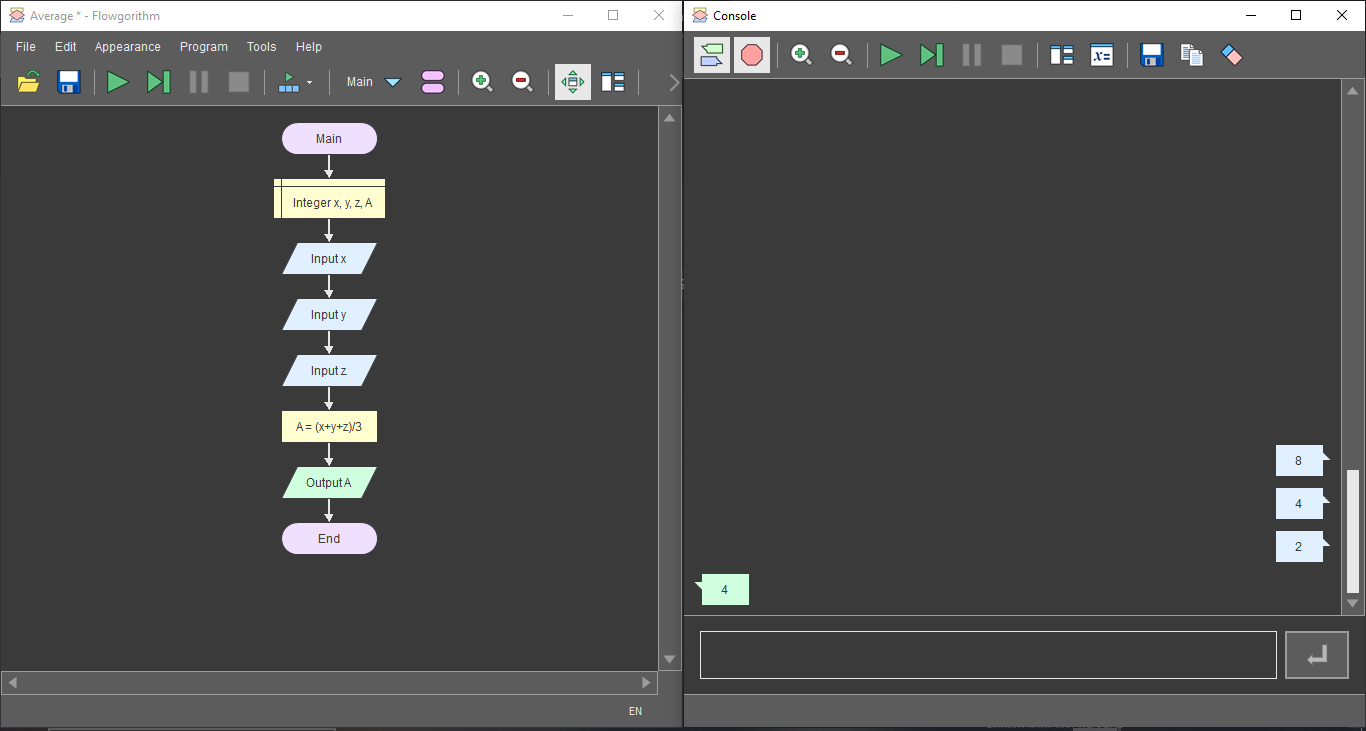 Average * - Flowgorithm
File Edit Appearance Program Tools Help
Main
Main
Integer x, y, z, A
Input x
Input y
Input z
A = (x+y+z)/3
Output A
End
EN
Console
x=
8
4
2
4